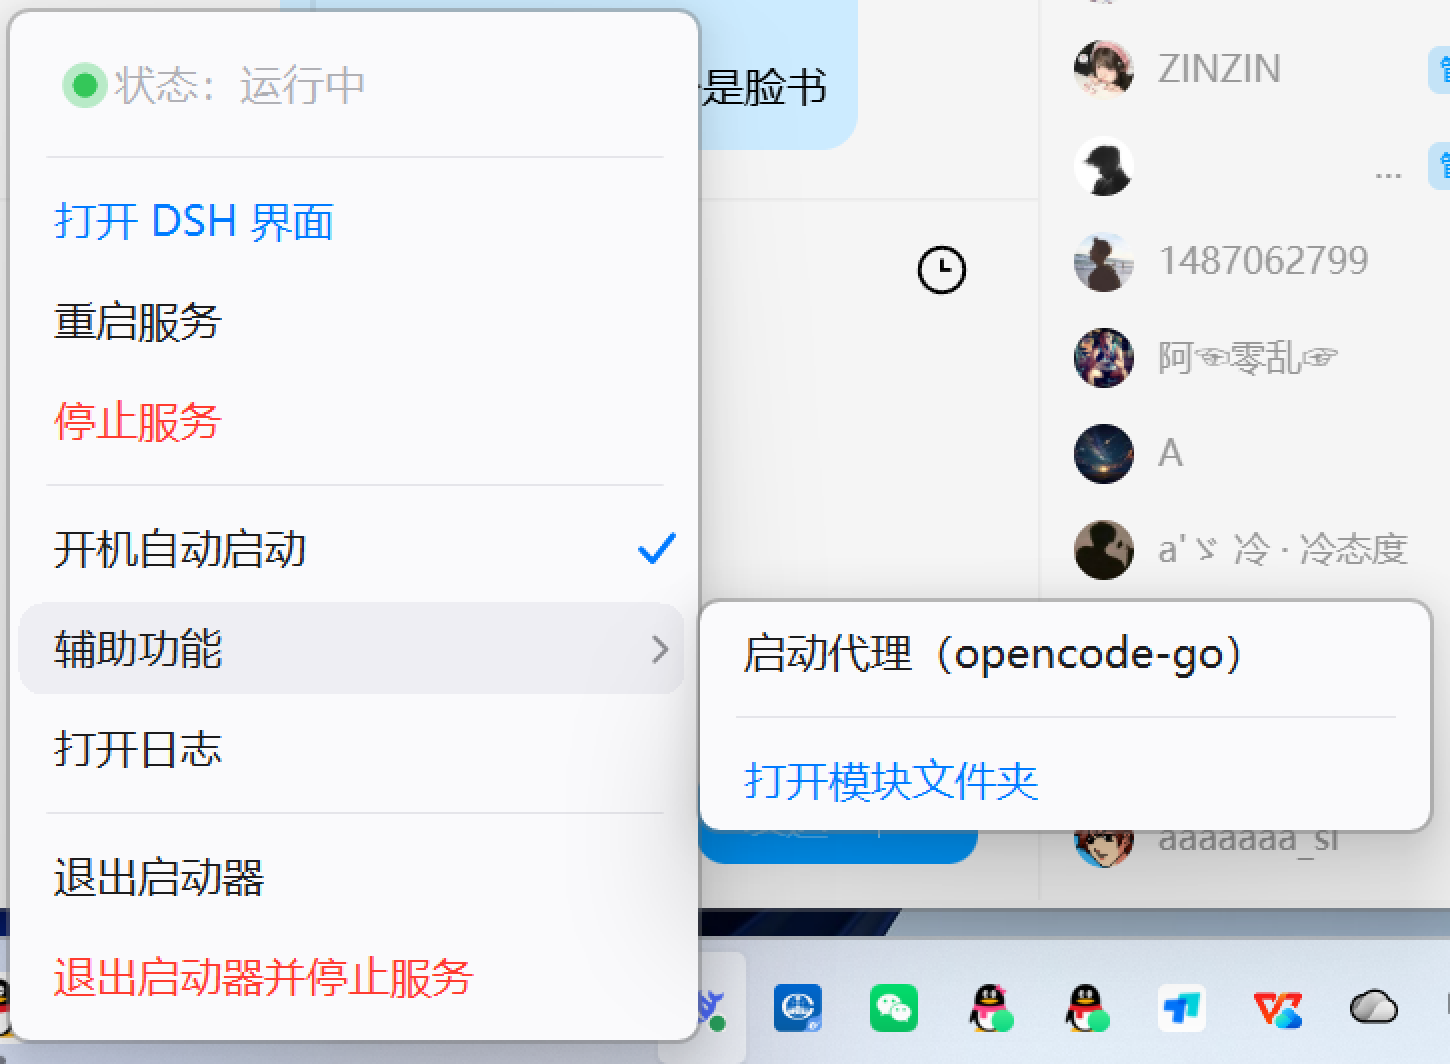 状态：运行中
打开 DSH 界面
重启服务
停止服务
开机自动启动
辅助功能
打开日志
退出启动器
退出启动器并停止服务
启动代理（opencode-go）
打开模块文件夹
是脸书
ZINZIN
...
1487062799
阿☜零乱☞
A
a'ゞ 冷 · 冷态度
aaaaaaa_sl